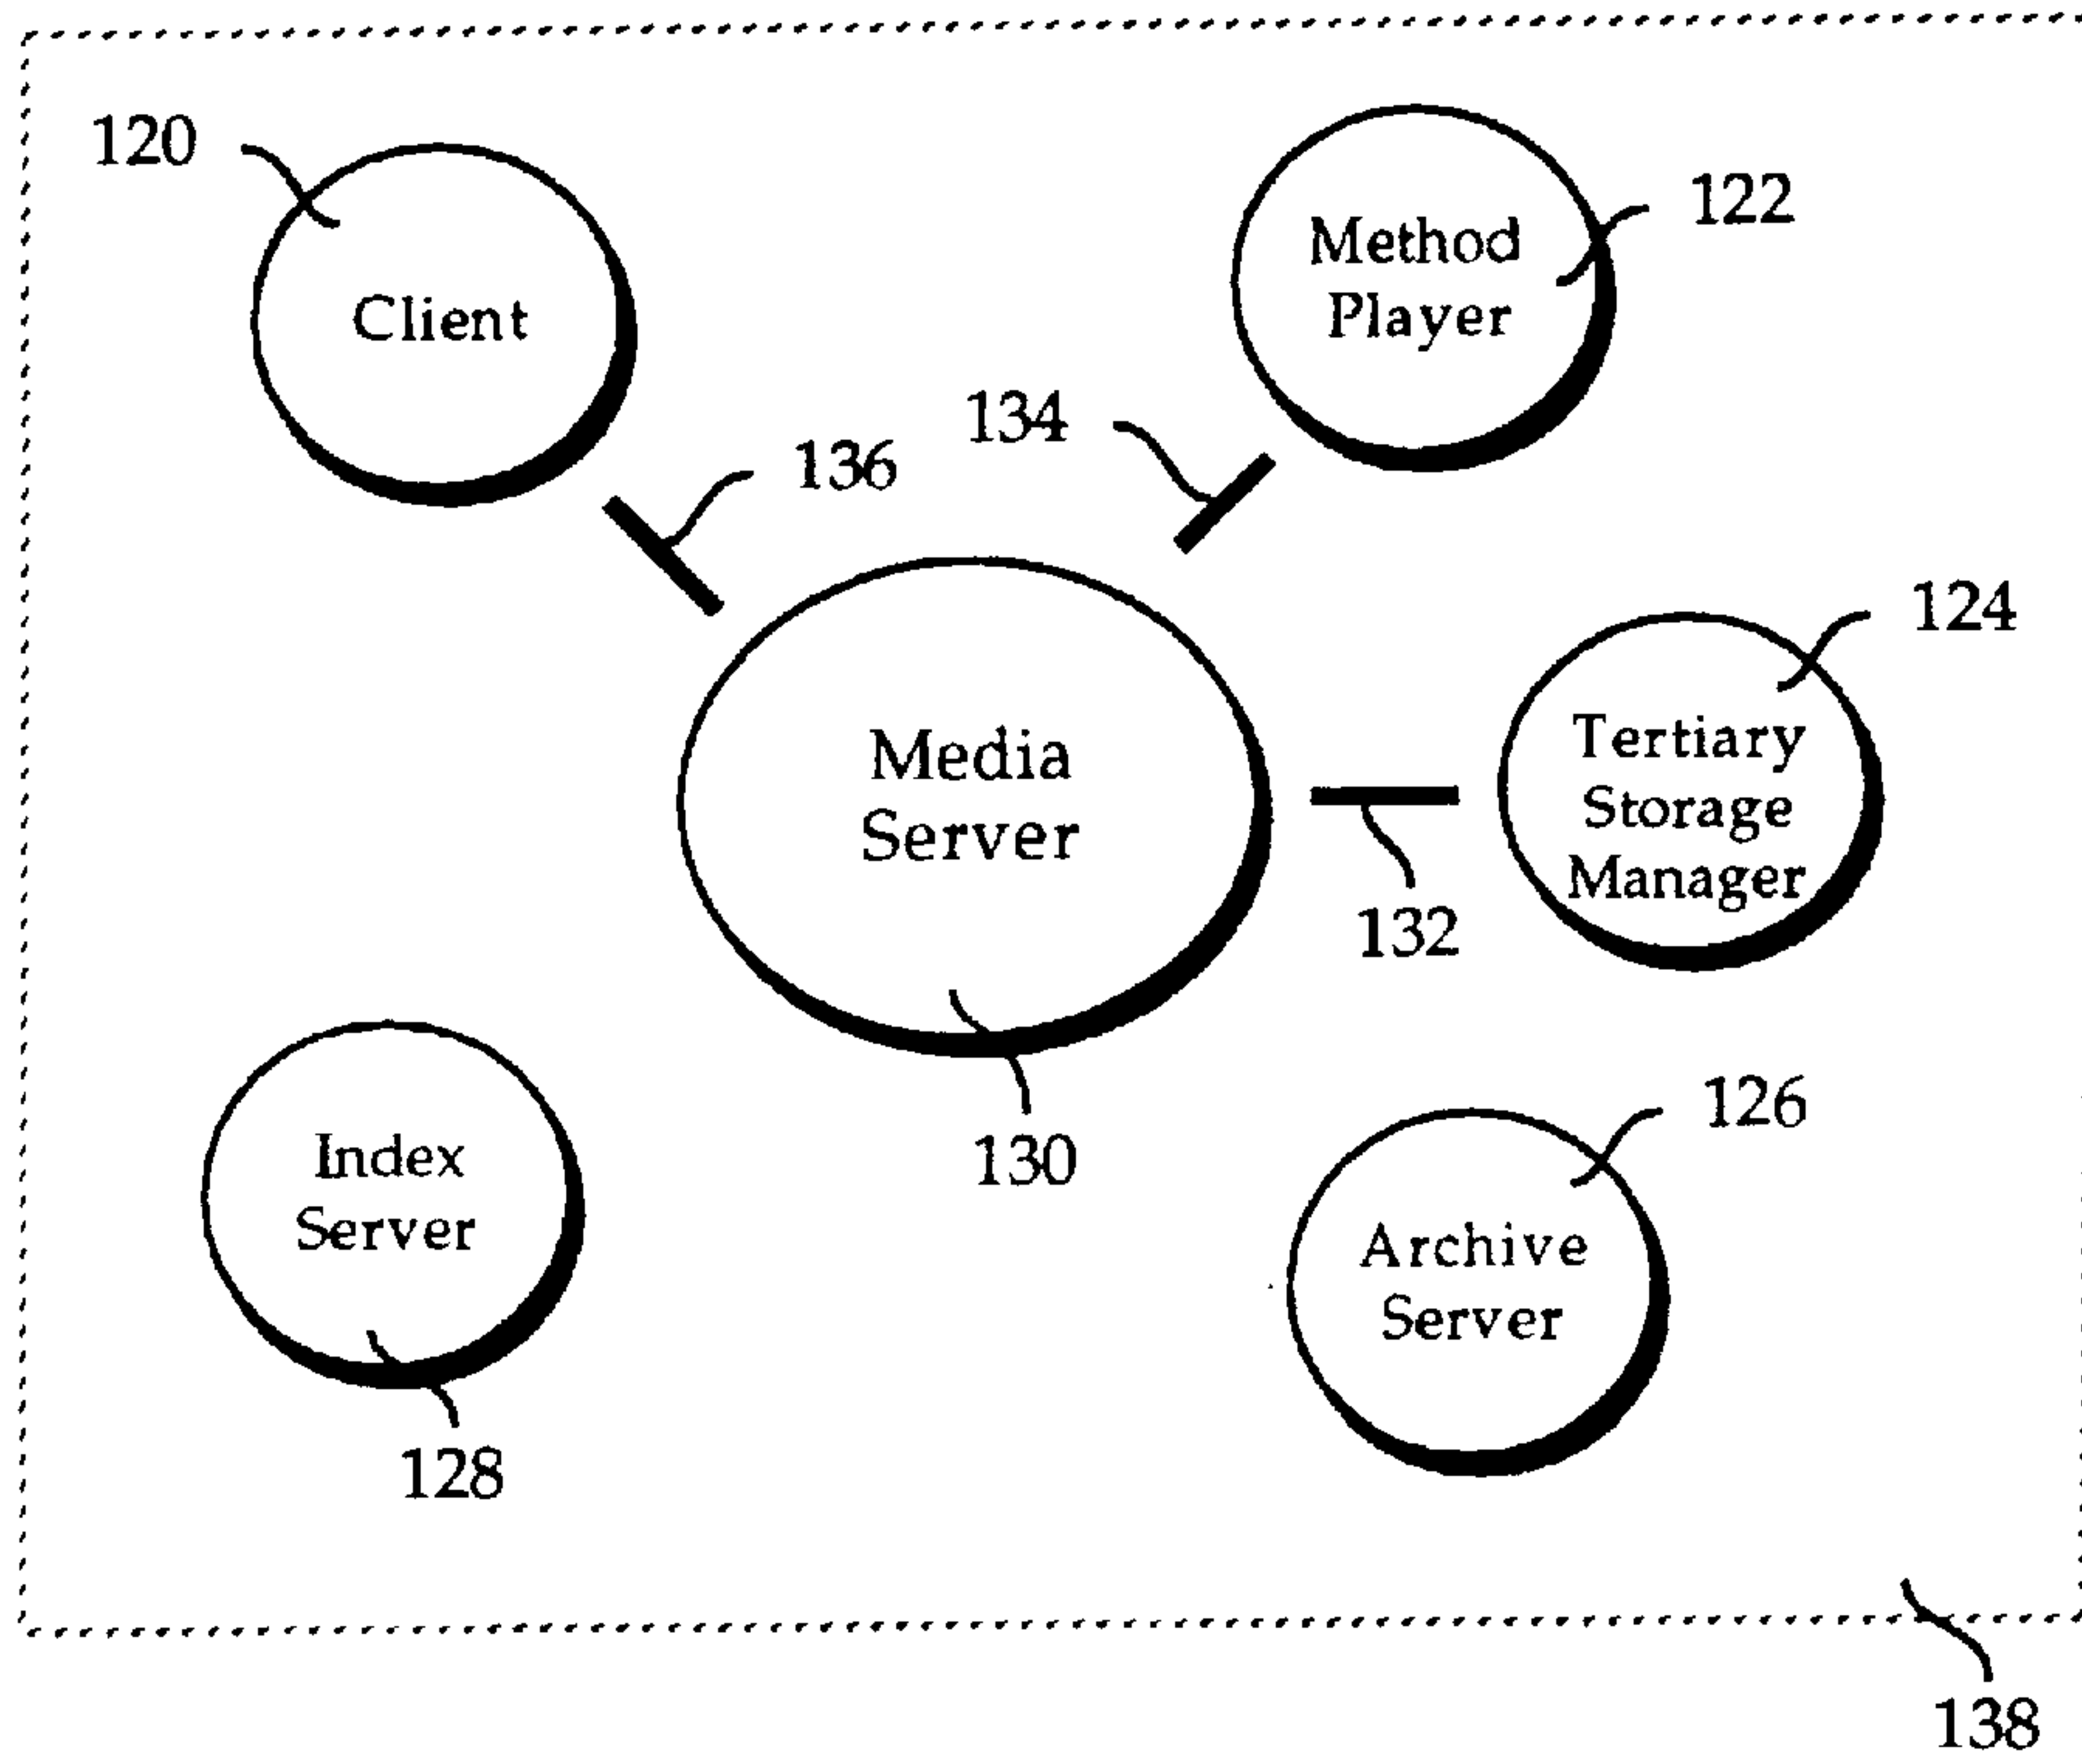 120
Client
Method
Player
122
134
136
124
Media
Server
Tertiary
Storage
Manager
132
130
126
Index
Server
128
Archive
Server
138